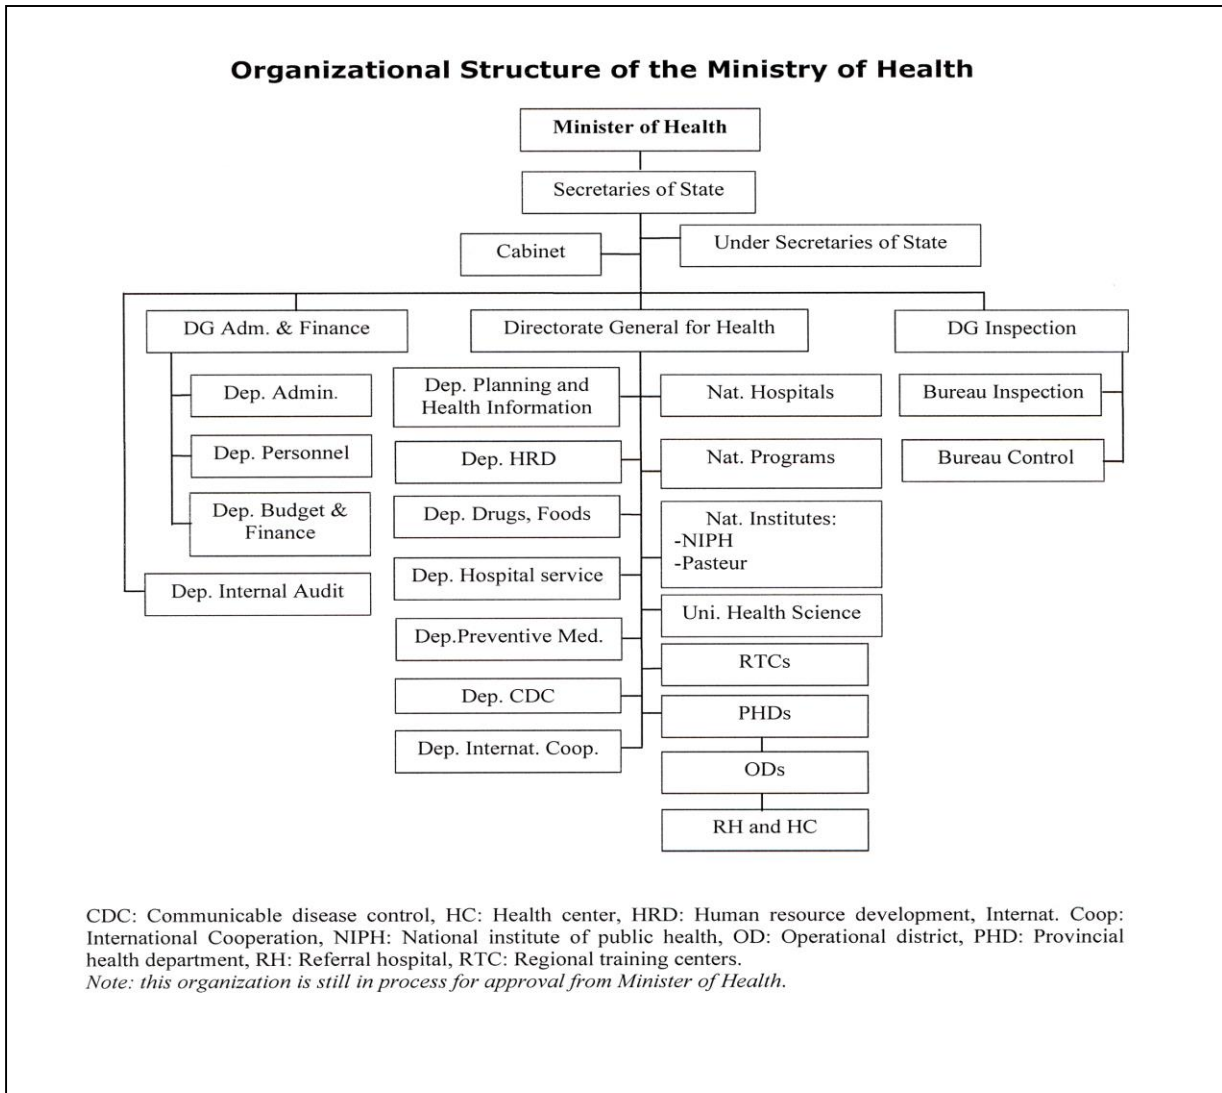 Organizational Structure of the Ministry of Health
Minister of Health
Secretaries of State
Under Secretaries of State
Cabinet
DG Adm. & Finance
Directorate General for Health
DG Inspection
Dep. Admin.
Dep. Personnel
Dep. Budget &
Finance
Dep. Internal Audit
Dep. Planning and
Health Information
Dep. HRD
Dep. Drugs, Foods
Dep. Hospital service
Dep.Preventive Med.
Dep. CDC
Dep. Internat. Coop.
Nat. Hospitals
Nat. Programs
Nat. Institutes:
-NIPH
-Pasteur
Uni. Health Science
RTCs
PHDs
ODs
RH and HC
Bureau Inspection
Bureau Control
CDC: Communicable disease control, HC: Health center, HRD: Human resource development, Internat. Coop:
International Cooperation, NIPH: National institute of public health, OD: Operational district, PHD: Provincial
health department, RH: Referral hospital, RTC: Regional training centers.
Note: this organization is still in process for approval from Minister of Health.